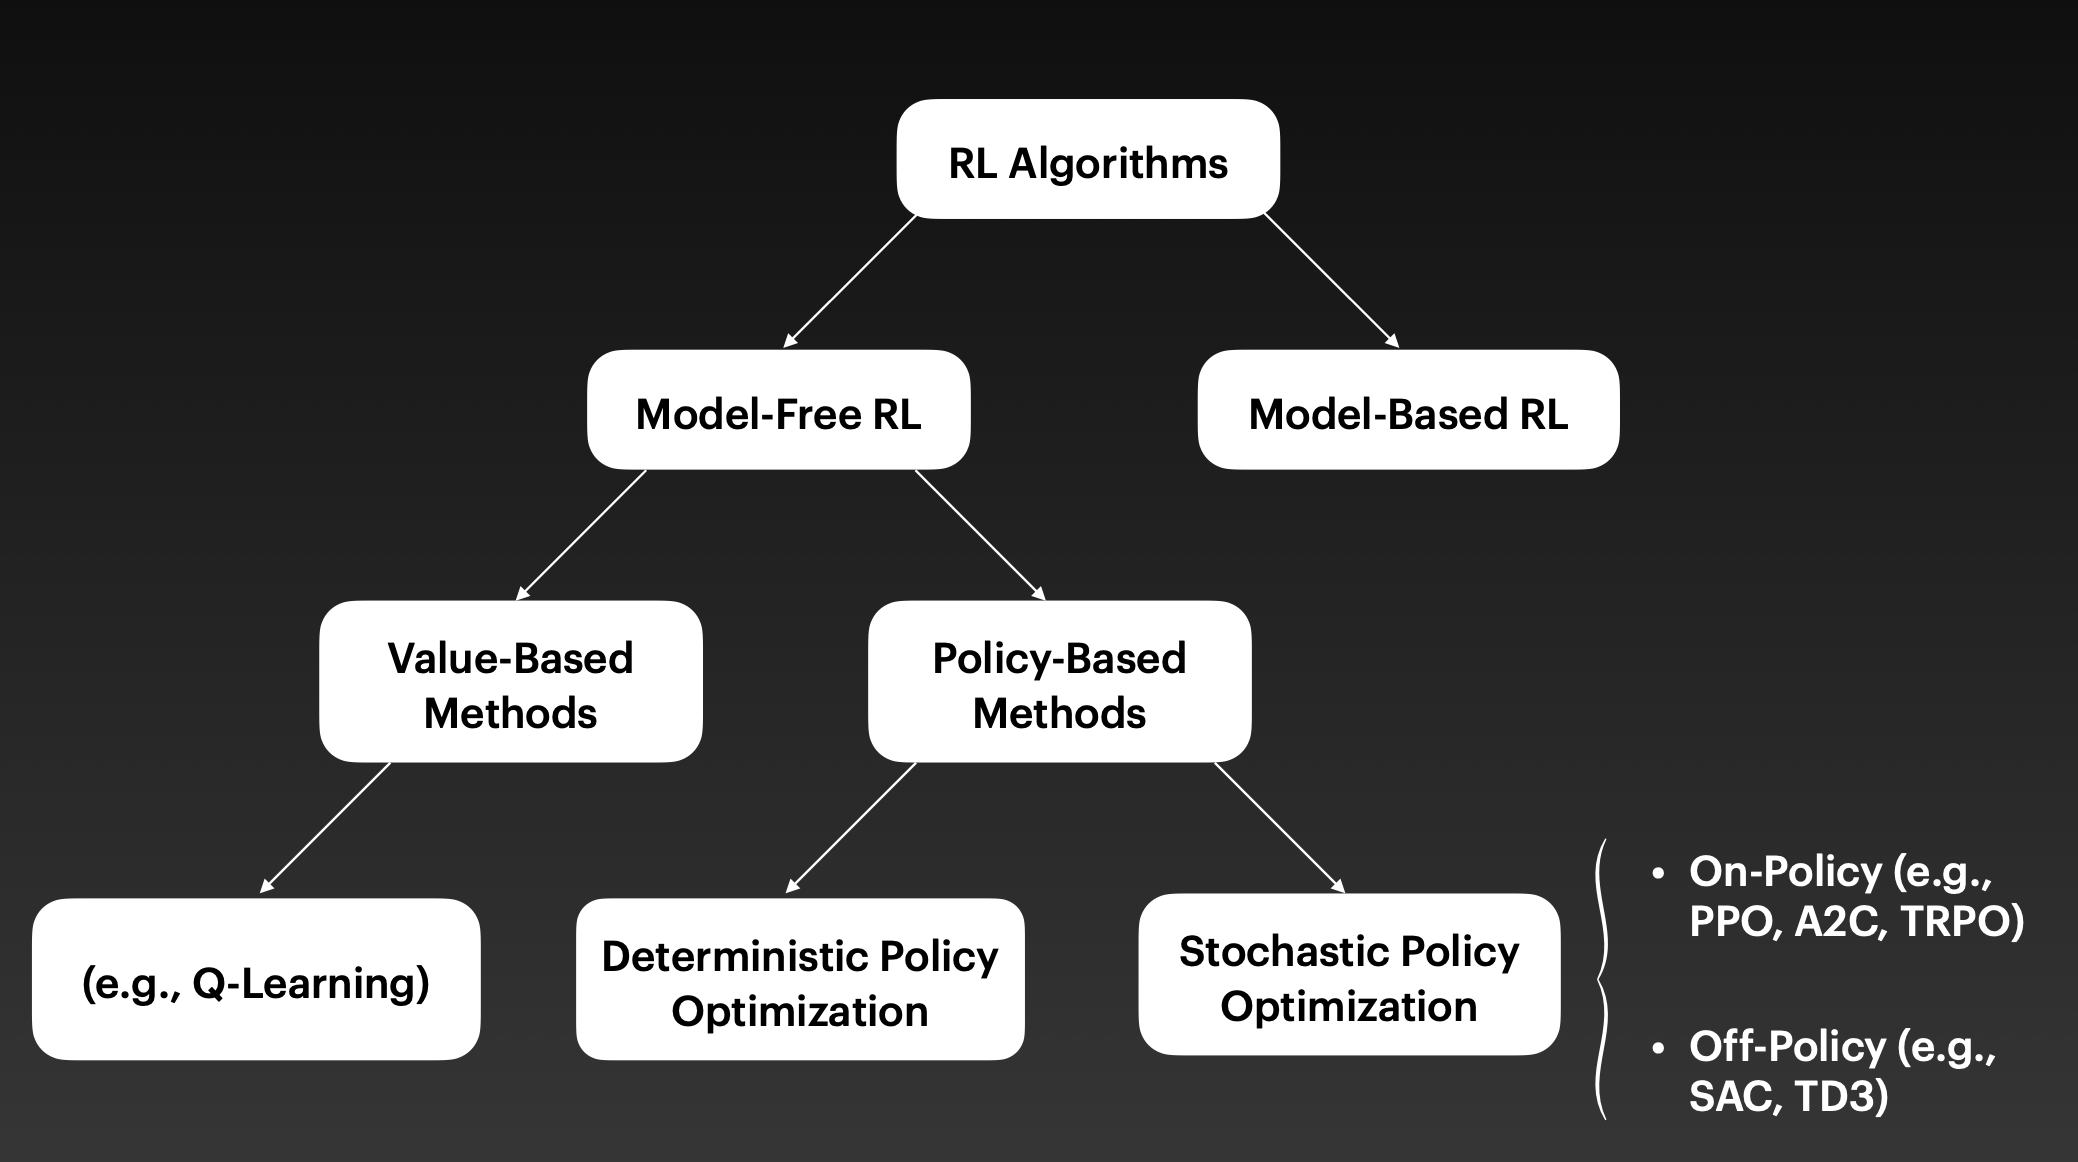 RL Algorithms
Model-Free RL
Model-Based RL
Value-Based
Methods
Policy-Based
Methods
(e.g., Q-Learning)
Deterministic Policy
Optimization
Stochastic Policy
Optimization
• On-Policy (e.g.,
PPO, A2C, TRPO)
• Off-Policy (e.g.,
SAC, TD3)